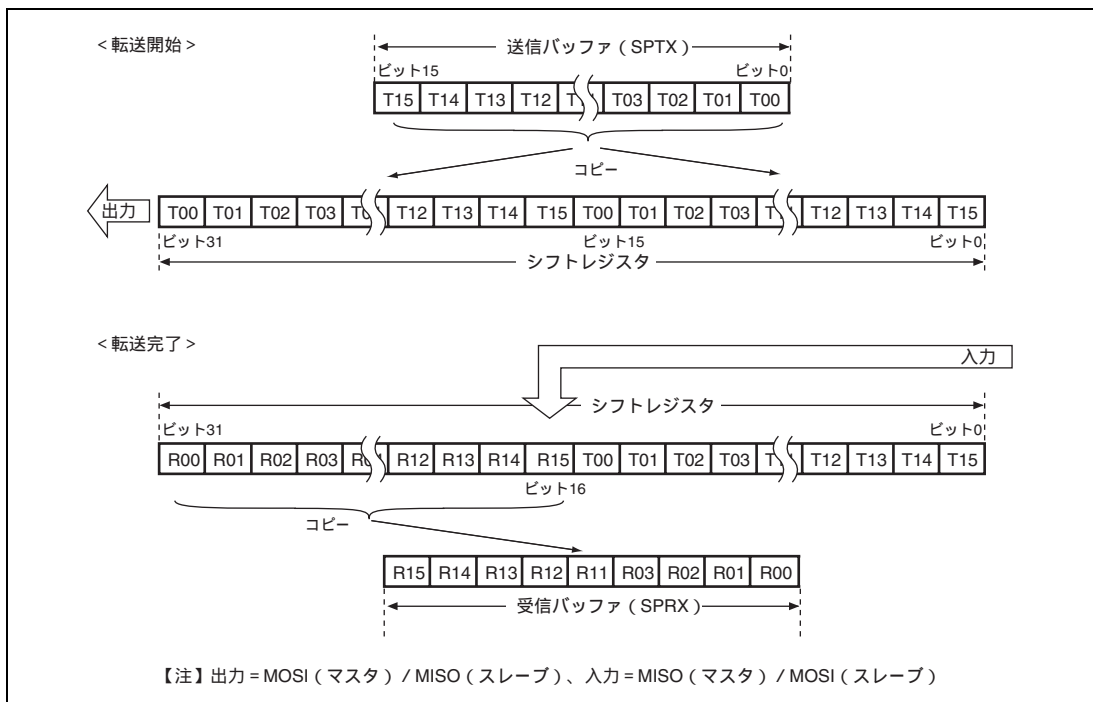 ＜転送開始＞
送信バッファ（SPTX）
ビット15 ビット0
T15 T14 T13 T12 T03 T02 T01 T00
コピー
出力 T00 T01 T02 T03 T12 T13 T14 T15 T00 T01 T02 T03 T12 T13 T14 T15
ビット31 ビット15 ビット0
シフトレジスタ
＜転送完了＞
入力
シフトレジスタ
ビット31 ビット0
R00 R01 R02 R03 R12 R13 R14 R15 T00 T01 T02 T03 T12 T13 T14 T15
ビット16
コピー
R15 R14 R13 R12 R11 R03 R02 R01 R00
受信バッファ（SPRX）
【注】出力 = MOSI（マスタ）/ MISO（スレーブ）、入力 = MISO（マスタ）/ MOSI（スレーブ）